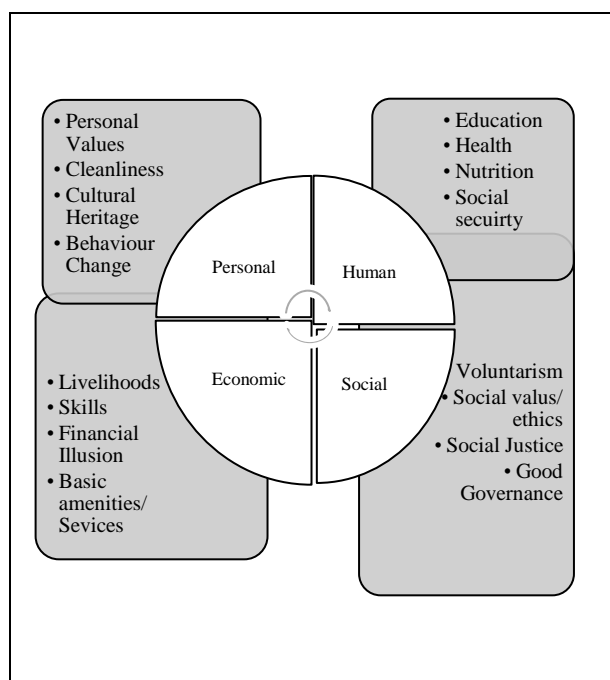 • Personal
Values
• Cleanliness
• Cultural
Heritage
• Behaviour
Change
• Education
• Health
• Nutrition
• Social
secuirty
Personal
Human
Economic
Social
• Livelihoods
• Skills
• Financial
Illusion
• Basic
amenities/
Sevices
Voluntarism
• Social valus/
ethics
• Social Justice
• Good
Governance